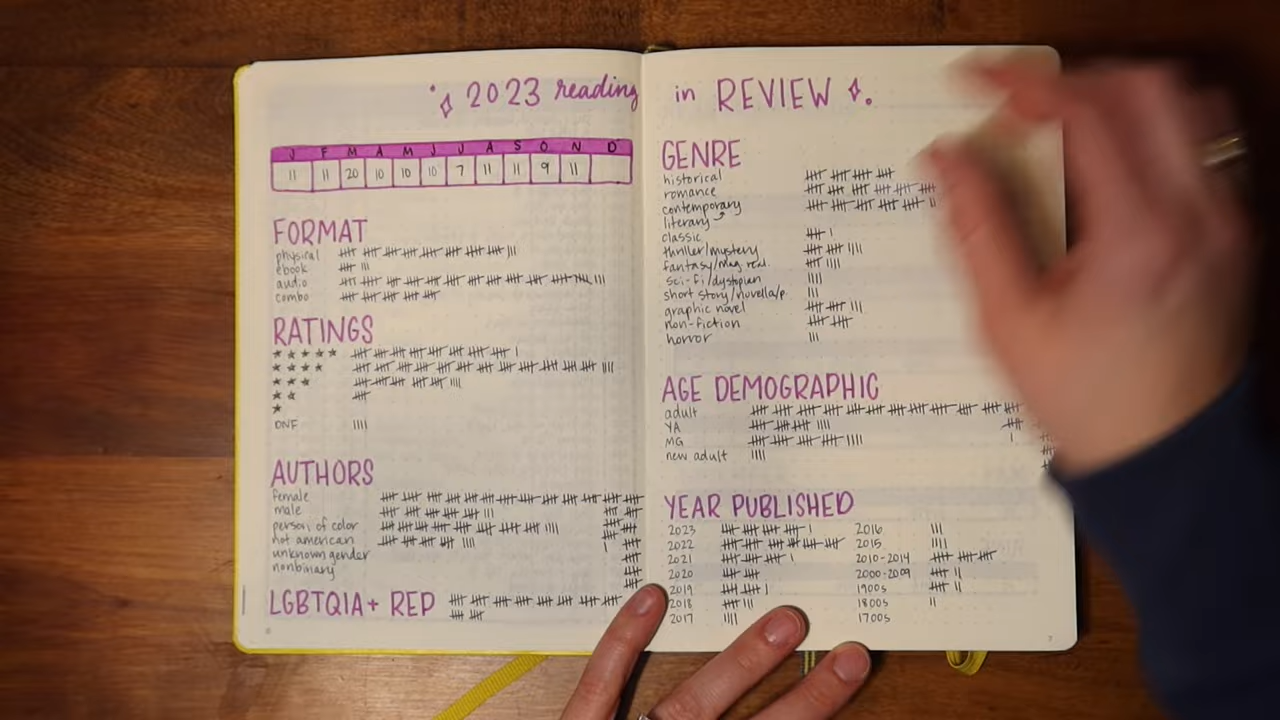 2023 reading in REVIEW
J F M A M J J A S O N D
11 11 20 10 10 10 7 11 11 9 11
FORMAT
physical
ebook
audio
combo
RATINGS
★★★★★
★★★★
★★★
★★
★
DNF
AUTHORS
female
male
person of color
not american
unknown gender
nonbinary
LGBTQIA+ REP
6
GENRE
historical
romance
contemporary
literary
classic
thriller/mystery
fantasy/mag real.
sci-fi/dystopian
short story/novella/p.
graphic novel
non-fiction
horror
AGE DEMOGRAPHIC
adult
YA
MG
new adult
YEAR PUBLISHED
2023
2022
2021
2020
2019
2018
2017
2016
2015
2010-2014
2000-2009
1900s
1800s
1700s
7